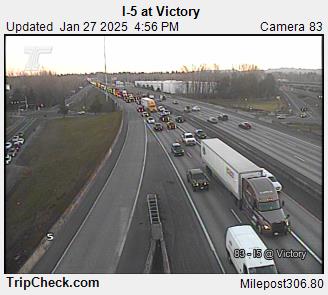 I-5 at Victory
Updated Jan 27 2025 4:56 PM Camera 83
TR
S
83 - I5 @ Victory
TripCheck.com Milepost306.80